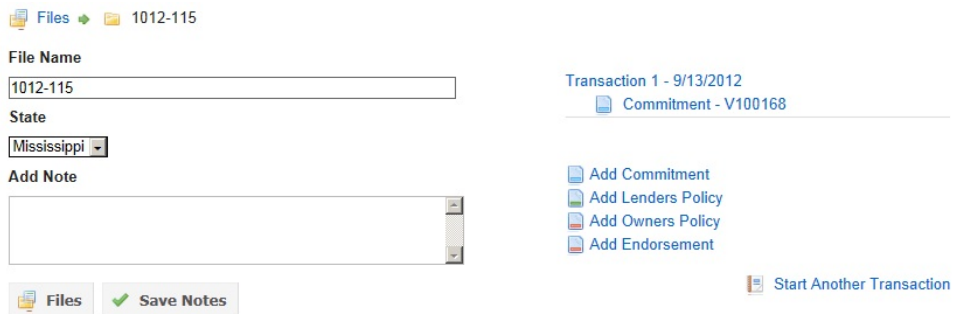 Files 1012-115
File Name
1012-115
State
Mississippi
Add Note
Files Save Notes
Transaction 1 - 9/13/2012
Commitment - V100168
Add Commitment
Add Lenders Policy
Add Owners Policy
Add Endorsement
Start Another Transaction